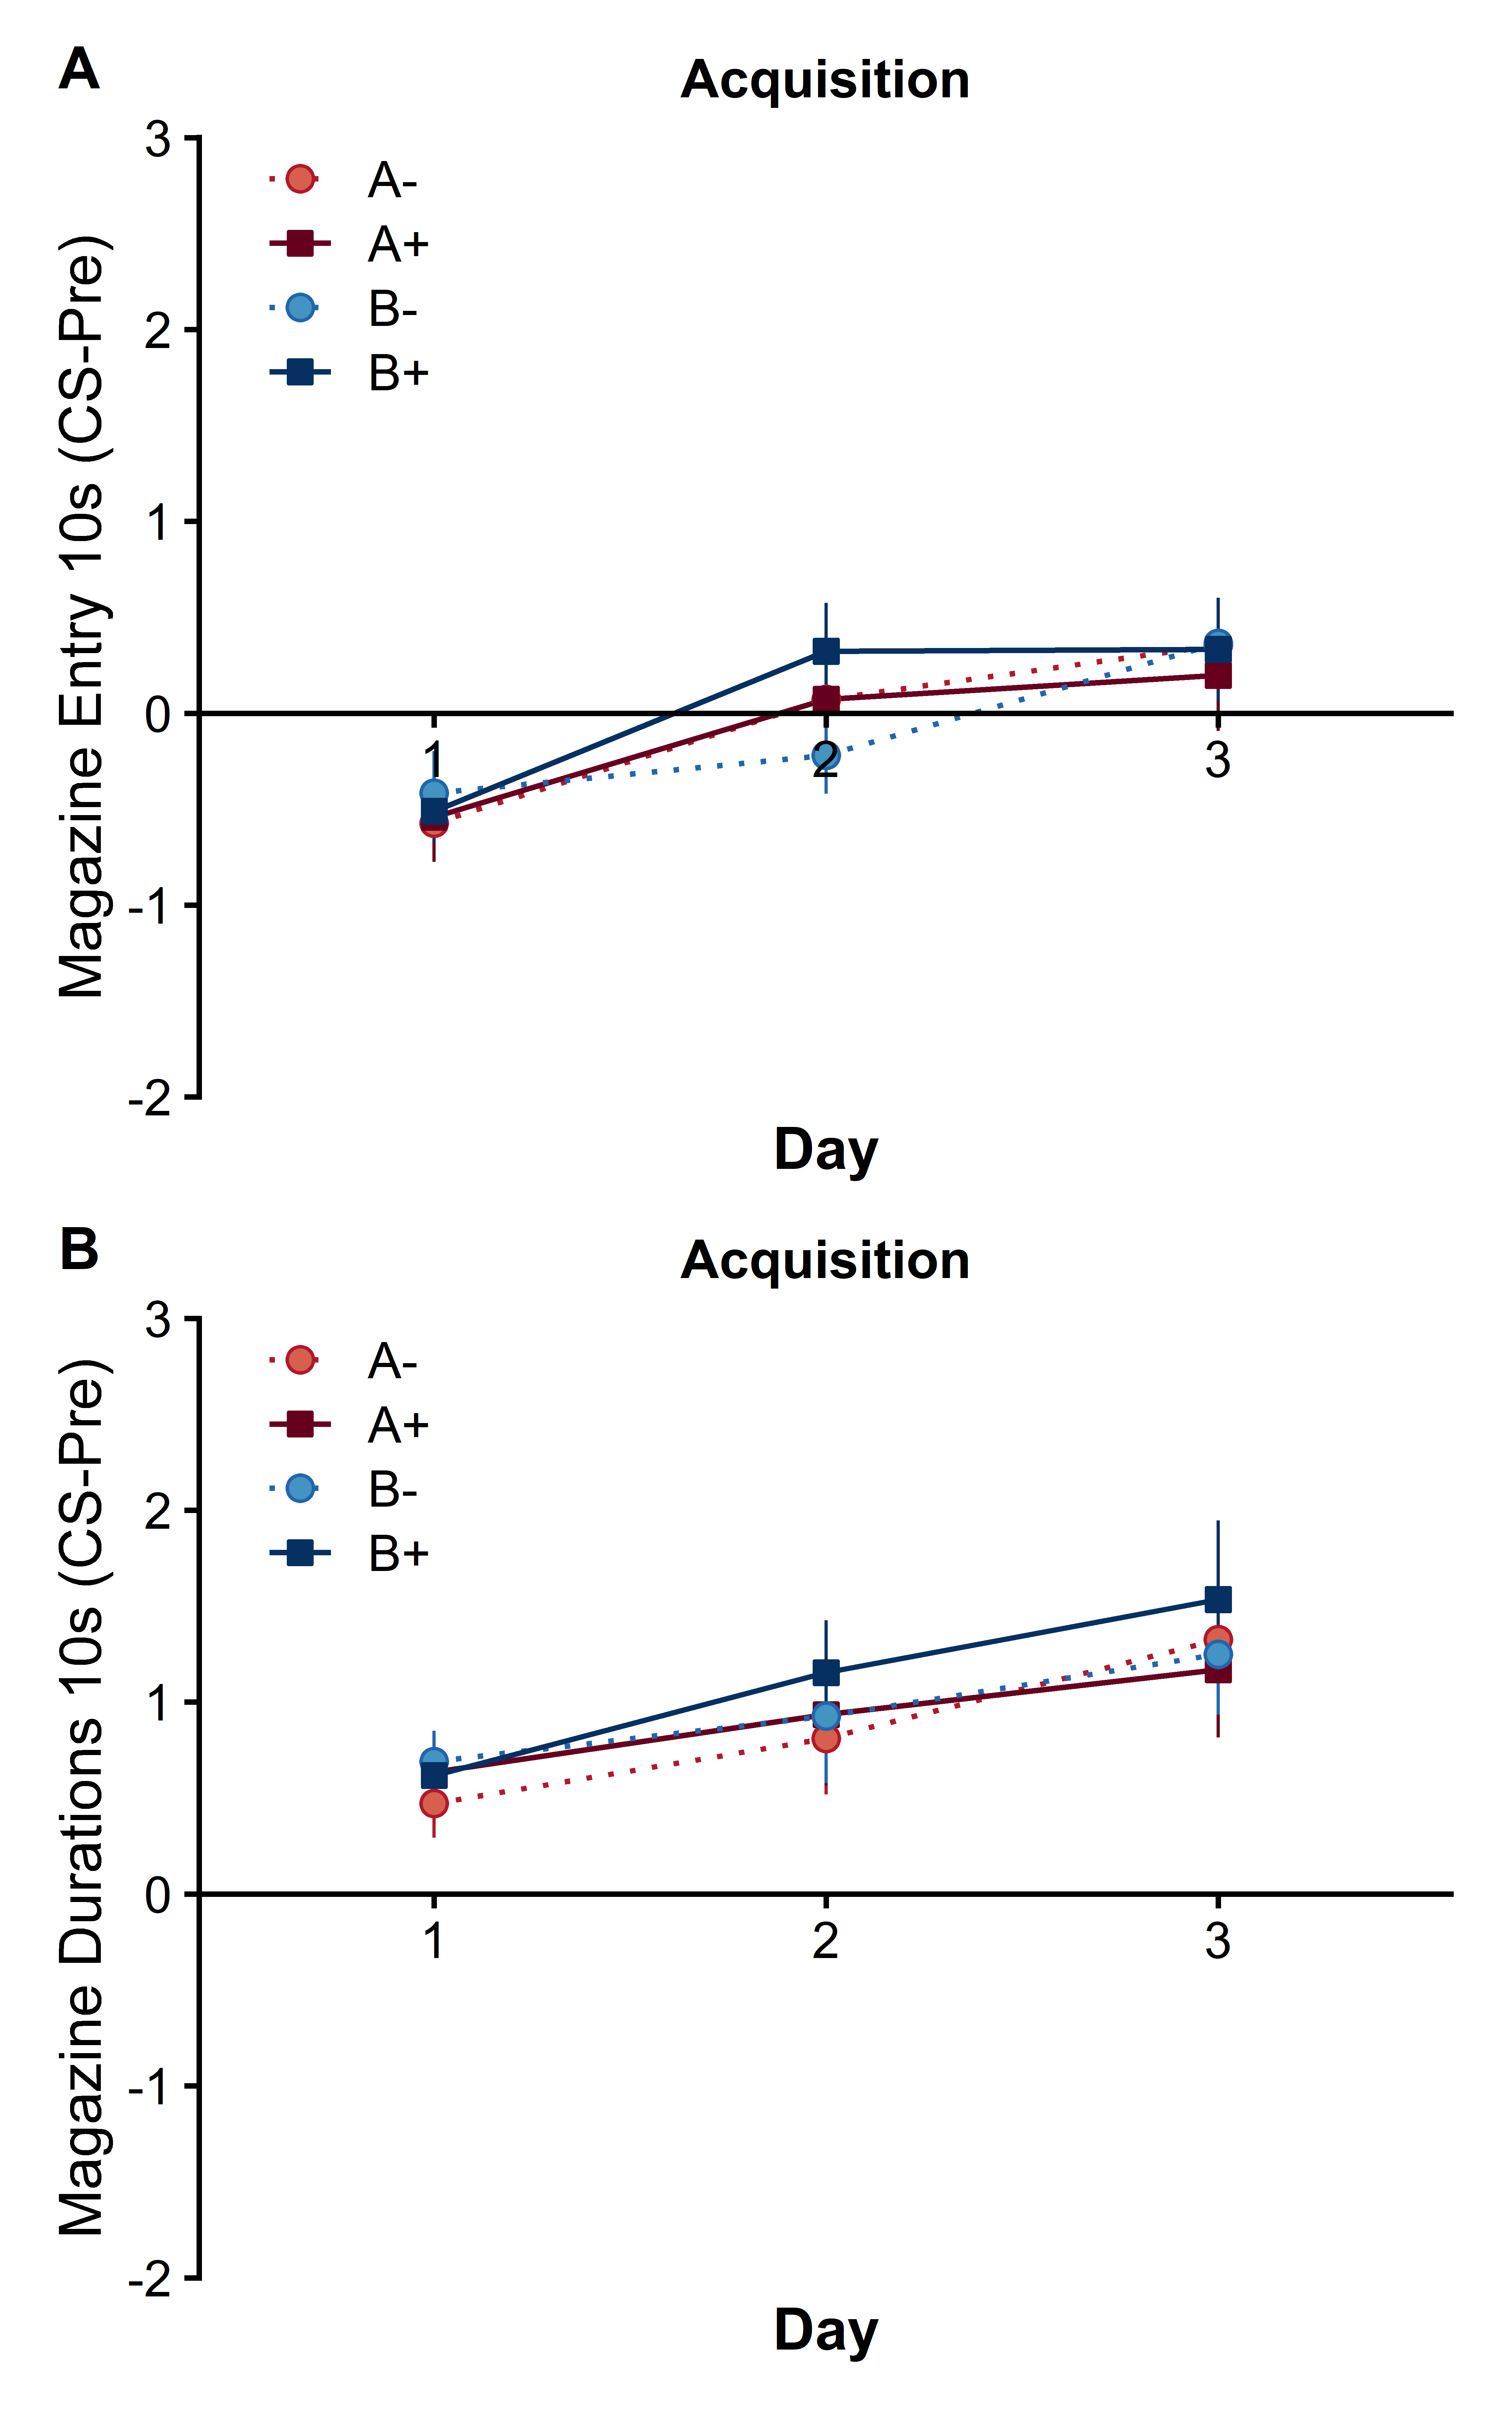 A
Acquisition
3
A-
A+
B-
B+
2
1
0
-1
-2
Magazine Entry 10s (CS-Pre)
1
2
3
Day
B
Acquisition
3
A-
A+
B-
B+
2
1
0
-1
-2
Magazine Durations 10s (CS-Pre)
1
2
3
Day